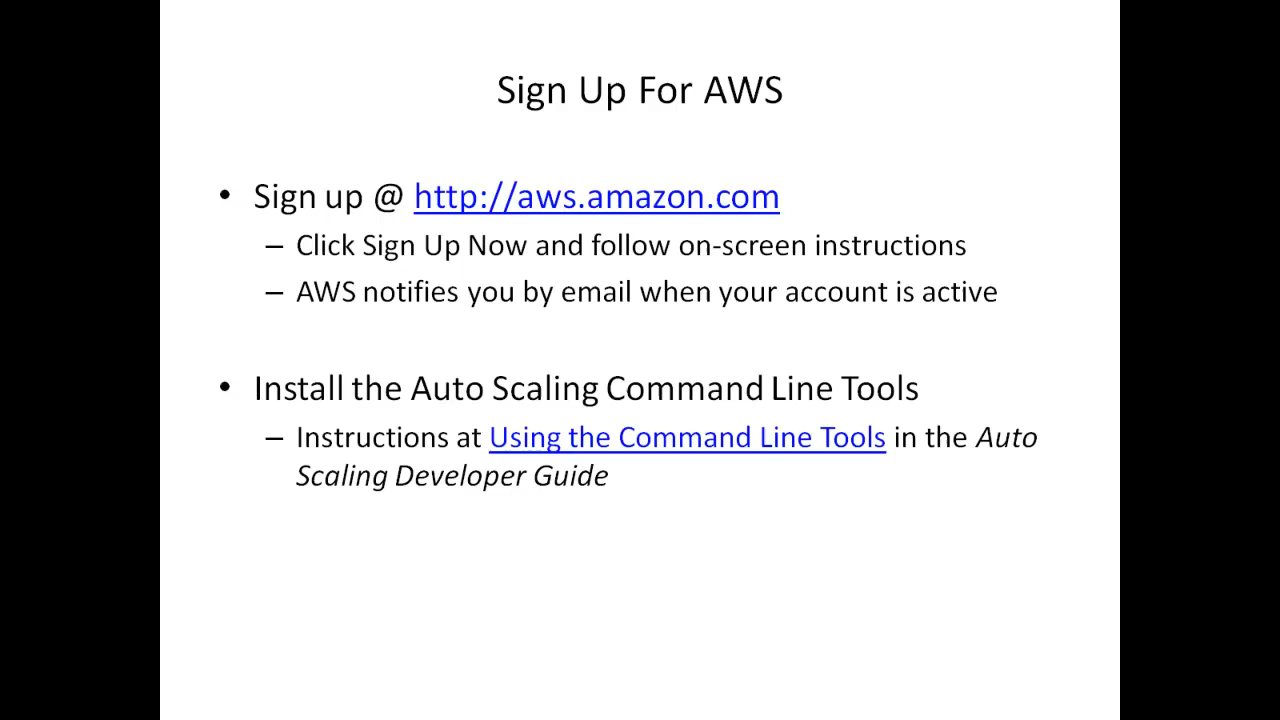 Sign Up For AWS
• Sign up @ http://aws.amazon.com
– Click Sign Up Now and follow on-screen instructions
– AWS notifies you by email when your account is active
• Install the Auto Scaling Command Line Tools
– Instructions at Using the Command Line Tools in the Auto
Scaling Developer Guide